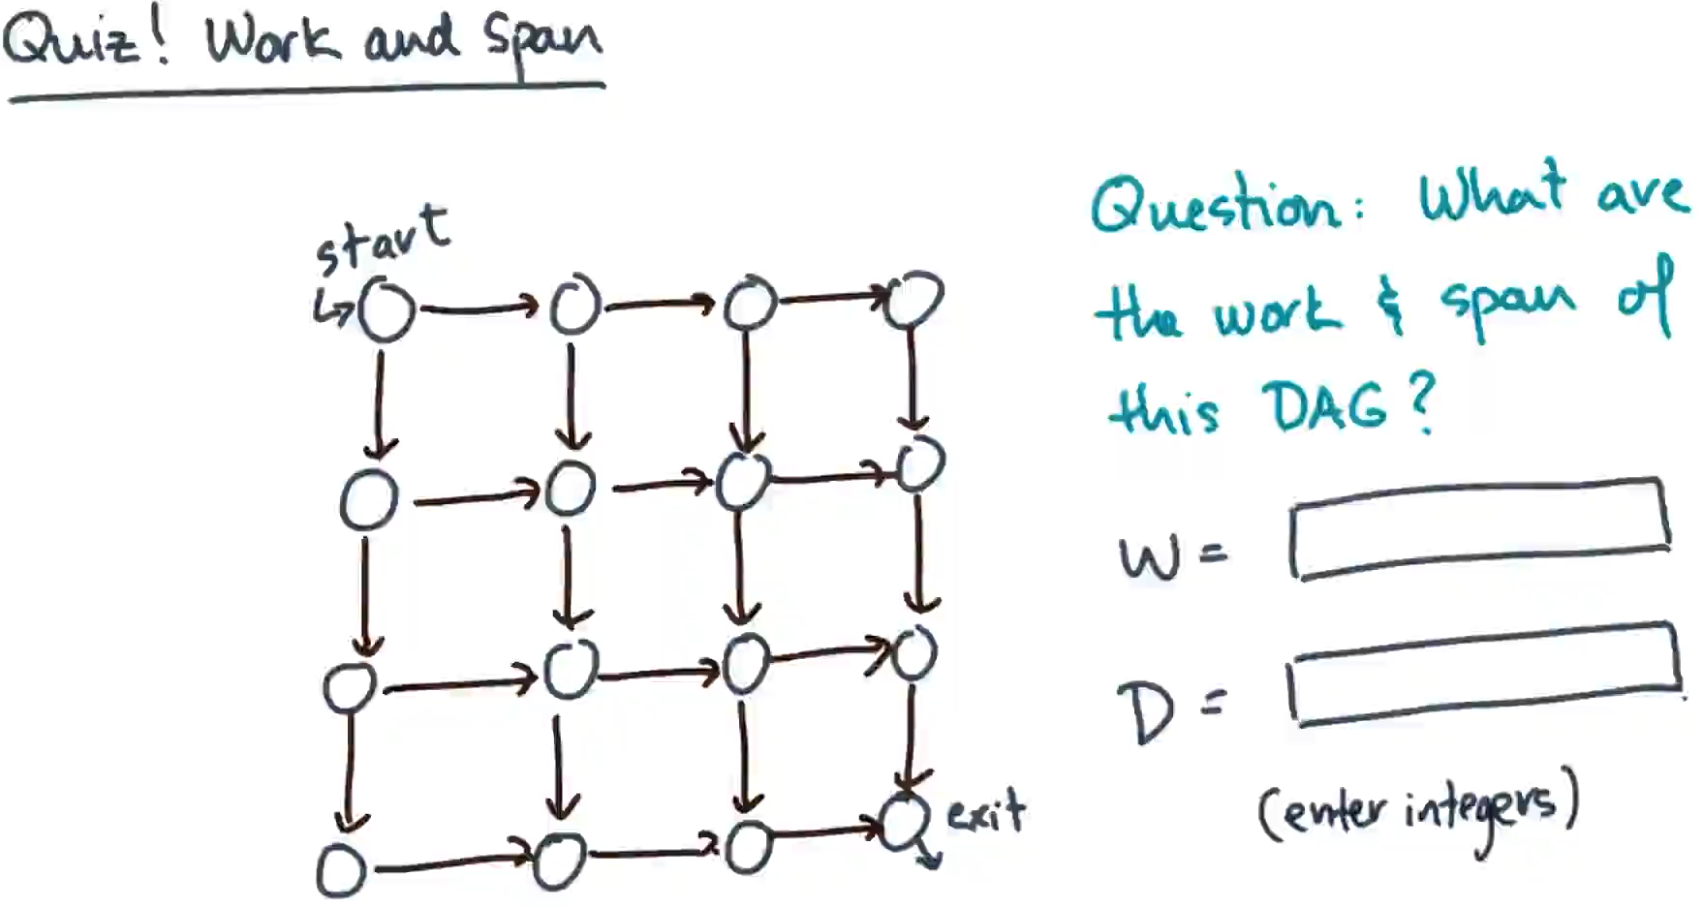 Quiz! Work and Span
start
Question: What are
the work & span of
this DAG?
W =
D =
exit
(enter integers)